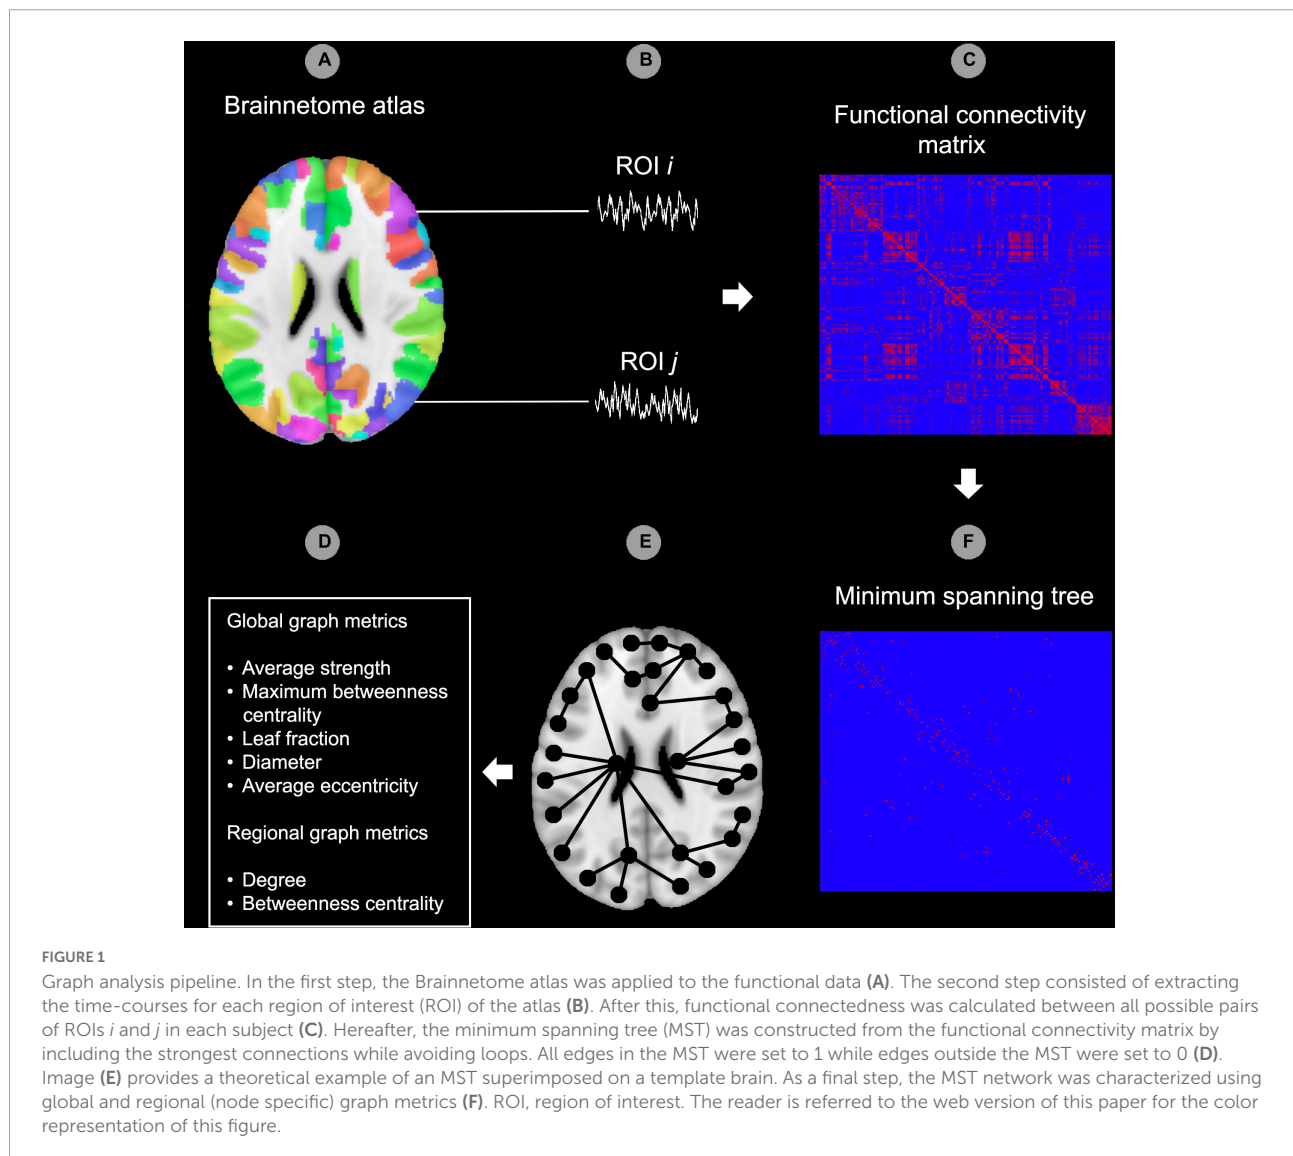 A
B
C
Brainnetome atlas
ROI i
ROI j
Functional connectivity
matrix
D
E
F
Global graph metrics
• Average strength
• Maximum betweenness
centrality
• Leaf fraction
• Diameter
• Average eccentricity
Regional graph metrics
• Degree
• Betweenness centrality
Minimum spanning tree
FIGURE 1
Graph analysis pipeline. In the first step, the Brainnetome atlas was applied to the functional data (A). The second step consisted of extracting
the time-courses for each region of interest (ROI) of the atlas (B). After this, functional connectedness was calculated between all possible pairs
of ROIs i and j in each subject (C). Hereafter, the minimum spanning tree (MST) was constructed from the functional connectivity matrix by
including the strongest connections while avoiding loops. All edges in the MST were set to 1 while edges outside the MST were set to 0 (D).
Image (E) provides a theoretical example of an MST superimposed on a template brain. As a final step, the MST network was characterized using
global and regional (node specific) graph metrics (F). ROI, region of interest. The reader is referred to the web version of this paper for the color
representation of this figure.